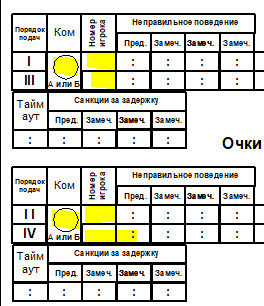 Порядок подач Ком Номер игрока Неправильное поведение
Пред. Замеч. Замеч. Замеч.
I : : : :
III А или Б : : : :
Тайм аут Санкции за задержку
Пред. Замеч. Замеч. Замеч.
: : : : : :
Очки
Порядок подач Ком Номер игрока Неправильное поведение
Пред. Замеч. Замеч. Замеч.
II : : : :
IV А или Б : : : :
Тайм аут Санкции за задержку
Пред. Замеч. Замеч. Замеч.
: : : : : :